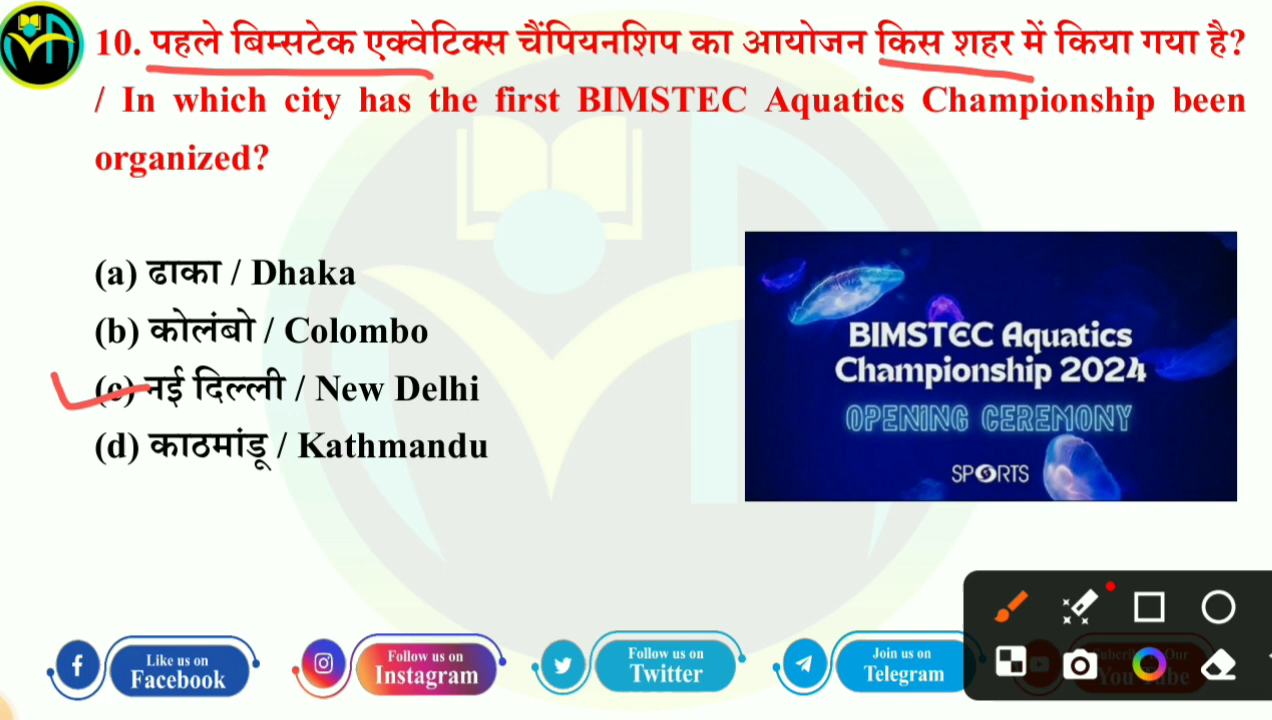 10. पहले बिम्सटेक एक्वेटिक्स चैंपियनशिप का आयोजन किस शहर में किया गया है?
/ In which city has the first BIMSTEC Aquatics Championship been
organized?
(a) ढाका / Dhaka
(b) कोलंबो / Colombo
(c) नई दिल्ली / New Delhi
(d) काठमांडू / Kathmandu
BIMSTEC Aquatics
Championship 2024
OPENING CEREMONY
SPORTS
Like us on
Facebook
Follow us on
Instagram
Follow us on
Twitter
Join us on
Telegram